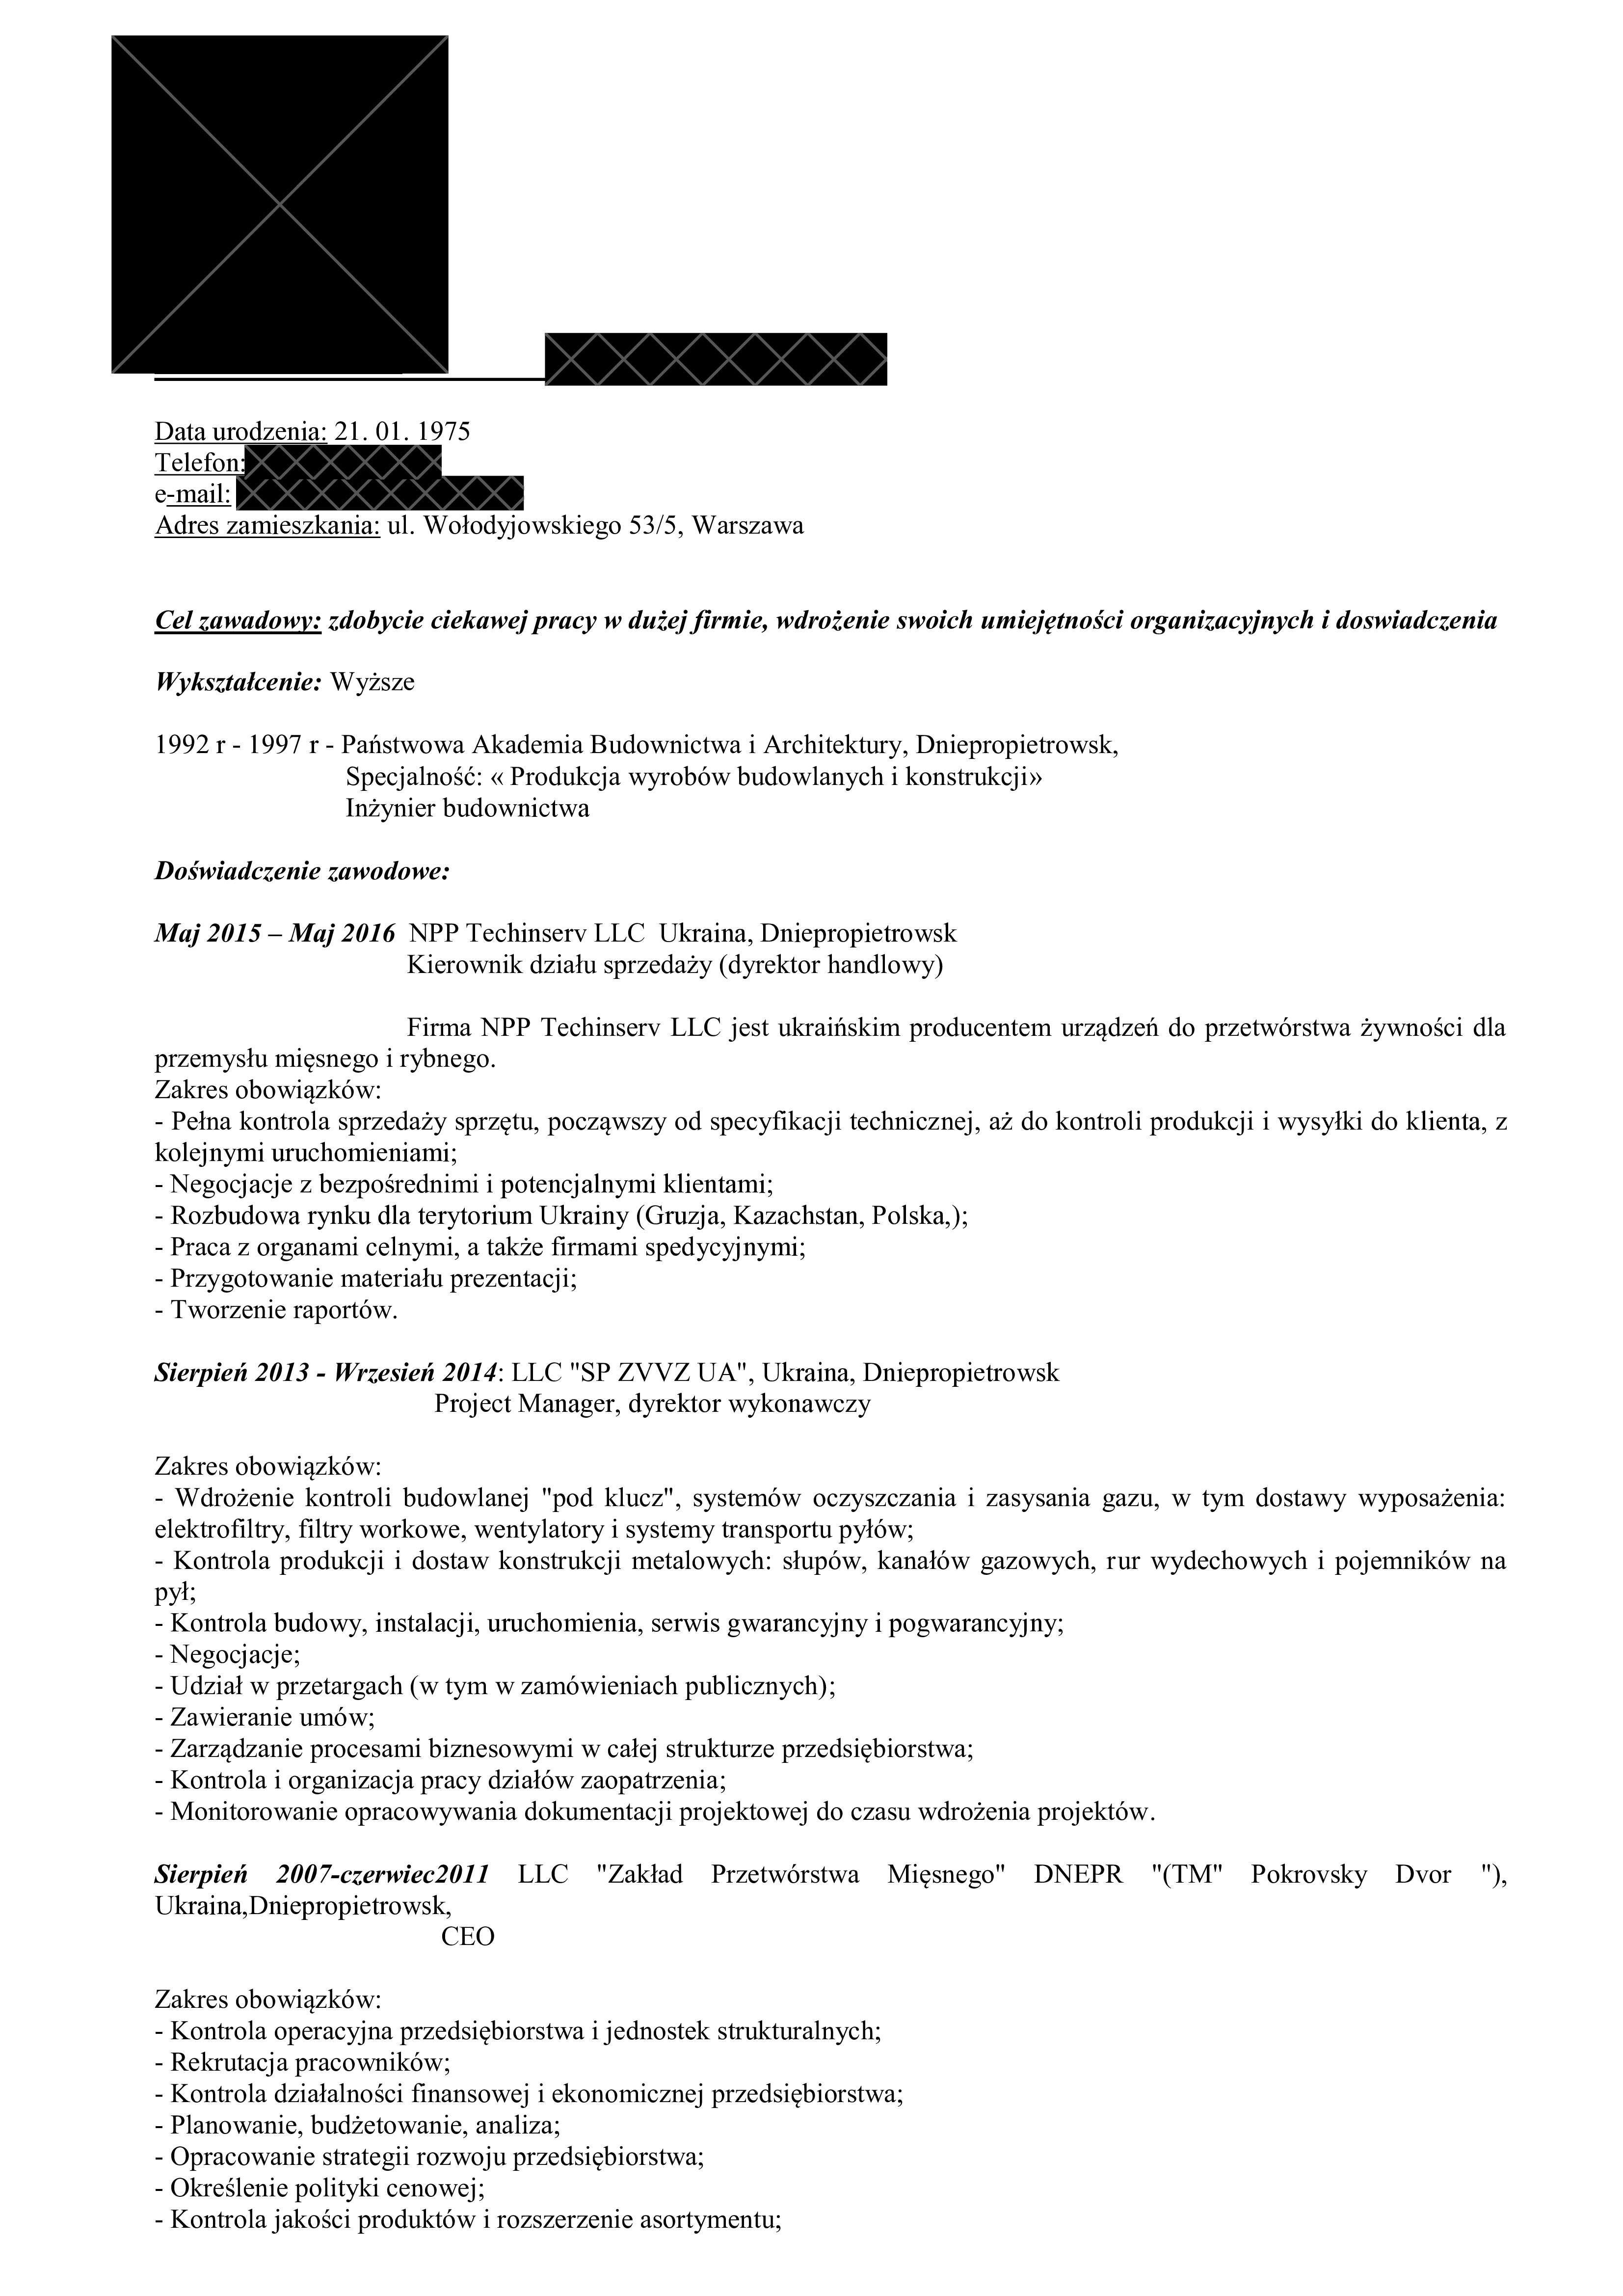 Data urodzenia: 21. 01. 1975
Telefon:
e-mail:
Adres zamieszkania: ul. Wołodyjowskiego 53/5, Warszawa
Cel zawadowy: zdobycie ciekawej pracy w dużej firmie, wdrożenie swoich umiejętności organizacyjnych i doswiadczenia
Wykształcenie: Wyższe
1992 r - 1997 r - Państwowa Akademia Budownictwa i Architektury, Dniepropietrowsk,
Specjalność: « Produkcja wyrobów budowlanych i konstrukcji»
Inżynier budownictwa
Doświadczenie zawodowe:
Maj 2015 – Maj 2016 NPP Techinserv LLC Ukraina, Dniepropietrowsk
Kierownik działu sprzedaży (dyrektor handlowy)
Firma NPP Techinserv LLC jest ukraińskim producentem urządzeń do przetwórstwa żywności dla
przemysłu mięsnego i rybnego.
Zakres obowiązków:
- Pełna kontrola sprzedaży sprzętu, począwszy od specyfikacji technicznej, aż do kontroli produkcji i wysyłki do klienta, z
kolejnymi uruchomieniami;
- Negocjacje z bezpośrednimi i potencjalnymi klientami;
- Rozbudowa rynku dla terytorium Ukrainy (Gruzja, Kazachstan, Polska,);
- Praca z organami celnymi, a także firmami spedycyjnymi;
- Przygotowanie materiału prezentacji;
- Tworzenie raportów.
Sierpień 2013 - Wrzesień 2014: LLC "SP ZVVZ UA", Ukraina, Dniepropietrowsk
Project Manager, dyrektor wykonawczy
Zakres obowiązków:
- Wdrożenie kontroli budowlanej "pod klucz", systemów oczyszczania i zasysania gazu, w tym dostawy wyposażenia:
elektrofiltry, filtry workowe, wentylatory i systemy transportu pyłów;
- Kontrola produkcji i dostaw konstrukcji metalowych: słupów, kanałów gazowych, rur wydechowych i pojemników na
pył;
- Kontrola budowy, instalacji, uruchomienia, serwis gwarancyjny i pogwarancyjny;
- Negocjacje;
- Udział w przetargach (w tym w zamówieniach publicznych);
- Zawieranie umów;
- Zarządzanie procesami biznesowymi w całej strukturze przedsiębiorstwa;
- Kontrola i organizacja pracy działów zaopatrzenia;
- Monitorowanie opracowywania dokumentacji projektowej do czasu wdrożenia projektów.
Sierpień 2007-czerwiec2011 LLC "Zakład Przetwórstwa Mięsnego" DNEPR "(TM" Pokrovsky Dvor "),
Ukraina,Dniepropietrowsk,
CEO
Zakres obowiązków:
- Kontrola operacyjna przedsiębiorstwa i jednostek strukturalnych;
- Rekrutacja pracowników;
- Kontrola działalności finansowej i ekonomicznej przedsiębiorstwa;
- Planowanie, budżetowanie, analiza;
- Opracowanie strategii rozwoju przedsiębiorstwa;
- Określenie polityki cenowej;
- Kontrola jakości produktów i rozszerzenie asortymentu;